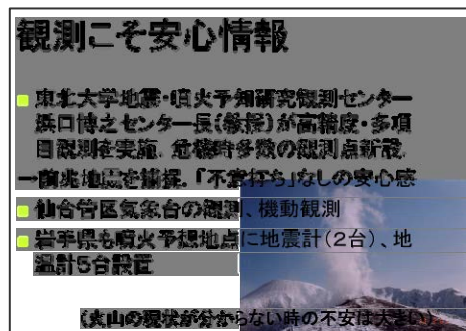 観測こそ安心情報
東北大学地震・噴火予知研究観測センター
浜口博之センター長(教授)が高精度・多項
目観測を実施、危機時多数の観測点新設、
→前兆地震を捕捉。「不意打ち」なしの安心感
仙台管区気象台の観測、機動観測
岩手県も噴火予想地点に地震計(2台)、地
温計5台設置
(火山の現状が分からない時の不安は大きい)